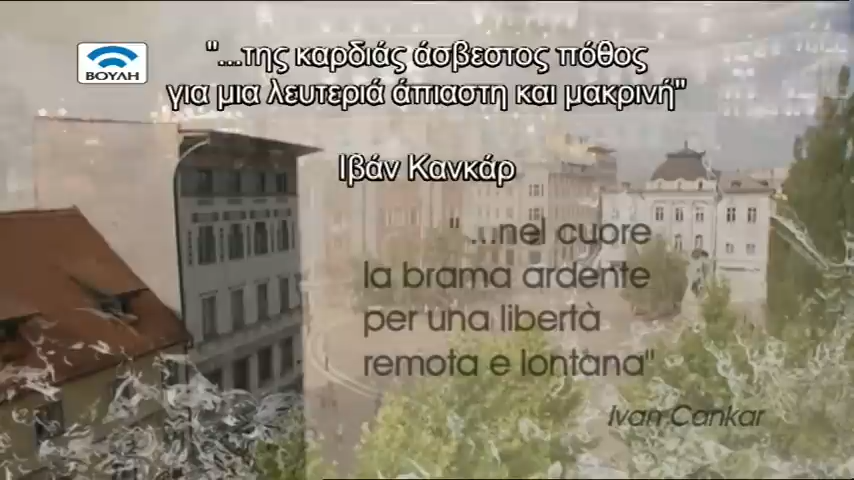 ΒΟΥΛΗ
"...της καρδιάς άσβεστος πόθος
για μια λευτεριά άπιαστη και μακρινή"
Ιβάν Κανκάρ
"...nel cuore
la brama ardente
per una libertà
remota e lontana"
Ivan Cankar